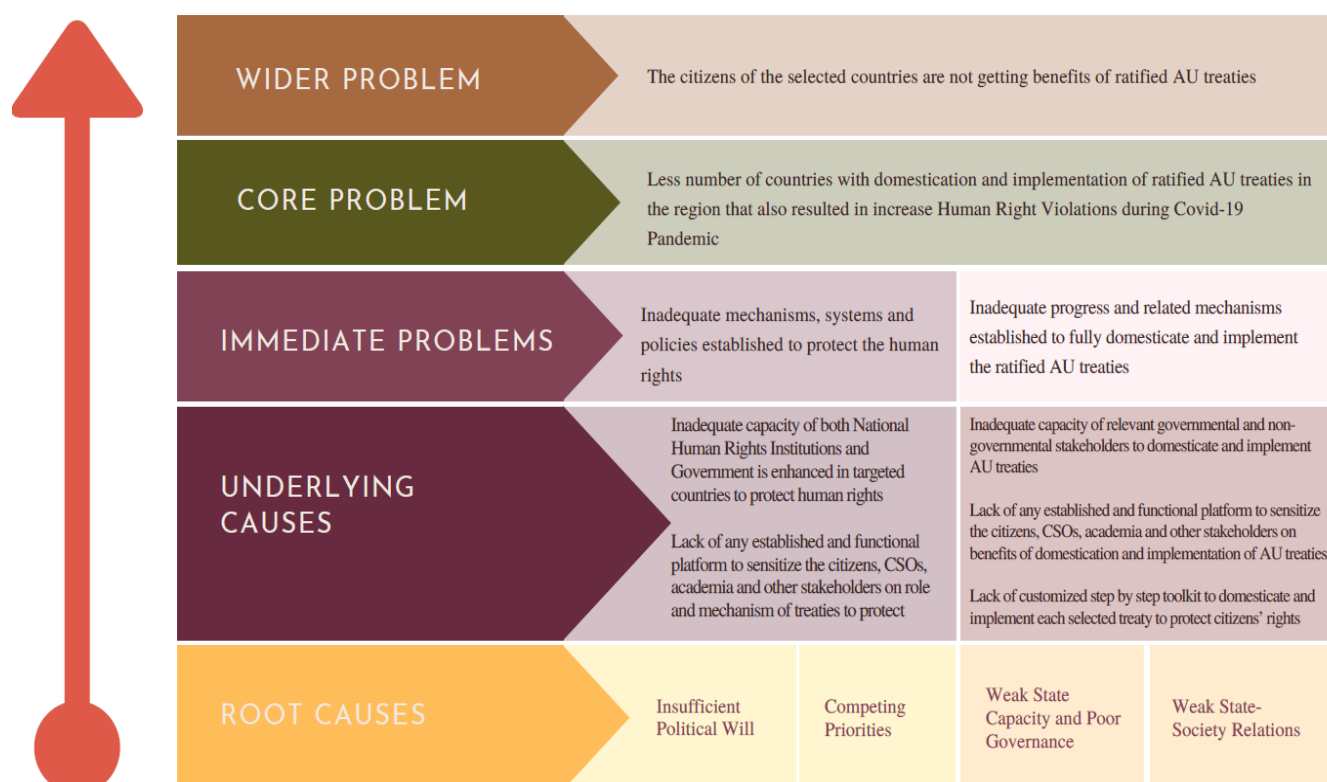 WIDER PROBLEM
The citizens of the selected countries are not getting benefits of ratified AU treaties
CORE PROBLEM
Less number of countries with domestication and implementation of ratified AU treaties in
the region that also resulted in increase Human Right Violations during Covid-19
Pandemic
IMMEDIATE PROBLEMS
Inadequate mechanisms, systems and
policies established to protect the human
rights
Inadequate progress and related mechanisms
established to fully domesticate and implement
the ratified AU treaties
UNDERLYING
CAUSES
Inadequate capacity of both National
Human Rights Institutions and
Government is enhanced in targeted
countries to protect human rights
Lack of any established and functional
platform to sensitize the citizens, CSOs,
academia and other stakeholders on role
and mechanism of treaties to protect
Inadequate capacity of relevant governmental and non-
governmental stakeholders to domesticate and implement
AU treaties
Lack of any established and functional platform to sensitize
the citizens, CSOs, academia and other stakeholders on
benefits of domestication and implementation of AU treaties
Lack of customized step by step toolkit to domesticate and
implement each selected treaty to protect citizens’ rights
ROOT CAUSES
Insufficient
Political Will
Competing
Priorities
Weak State
Capacity and Poor
Governance
Weak State-
Society Relations